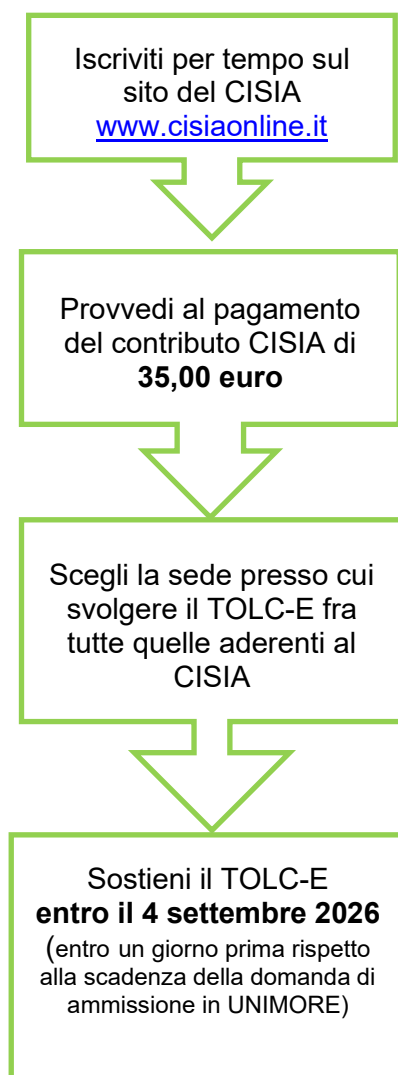 Iscriviti per tempo sul
sito del CISIA
www.cisiaonline.it
Provvedi al pagamento
del contributo CISIA di
35,00 euro
Scegli la sede presso cui
svolgere il TOLC-E fra
tutte quelle aderenti al
CISIA
Sostieni il TOLC-E
entro il 4 settembre 2026
(entro un giorno prima rispetto
alla scadenza della domanda di
ammissione in UNIMORE)